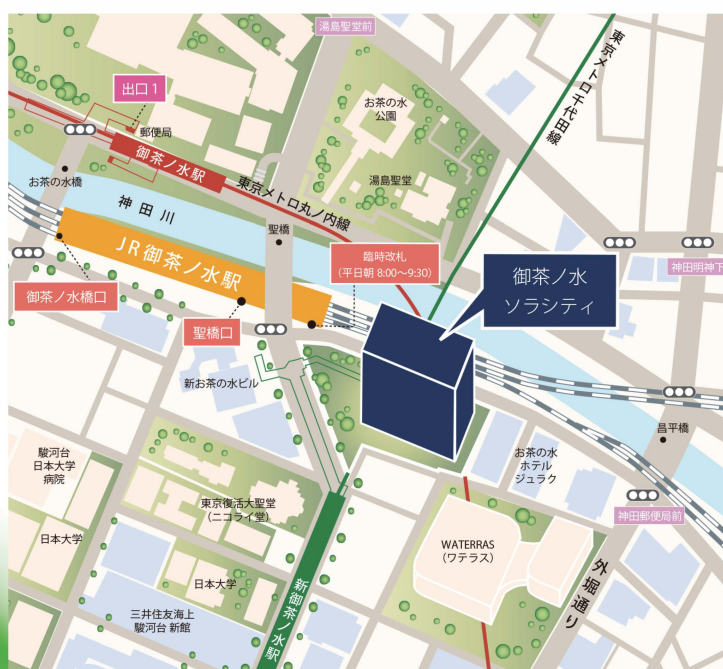 湯島聖堂前
出口1
郵便局
御茶ノ水駅
お茶の水
公園
東京メトロ千代田線
お茶の水橋
神田川
東京メトロ丸ノ内線
湯島聖堂
聖橋
JR御茶ノ水駅
臨時改札
(平日朝 8:00〜9:30)
御茶ノ水
ソラシティ
神田明神下
御茶ノ水橋口
聖橋口
新お茶の水ビル
昌平橋
駿河台
日本大学
病院
お茶の水
ホテル
ジュラク
東京復活大聖堂
(ニコライ堂)
神田郵便局前
日本大学
WATERRAS
(ワテラス)
外堀通り
日本大学
新御茶ノ水駅
三井住友海上
駿河台 新館